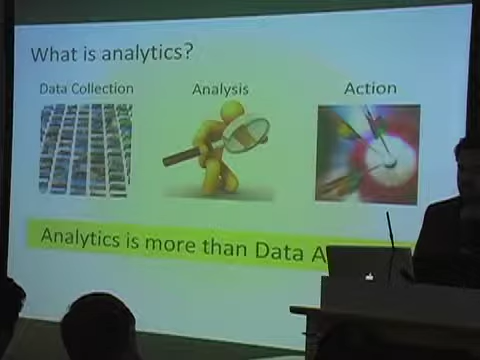 What is analytics?
Data Collection
Analysis
Action
Analytics is more than Data A